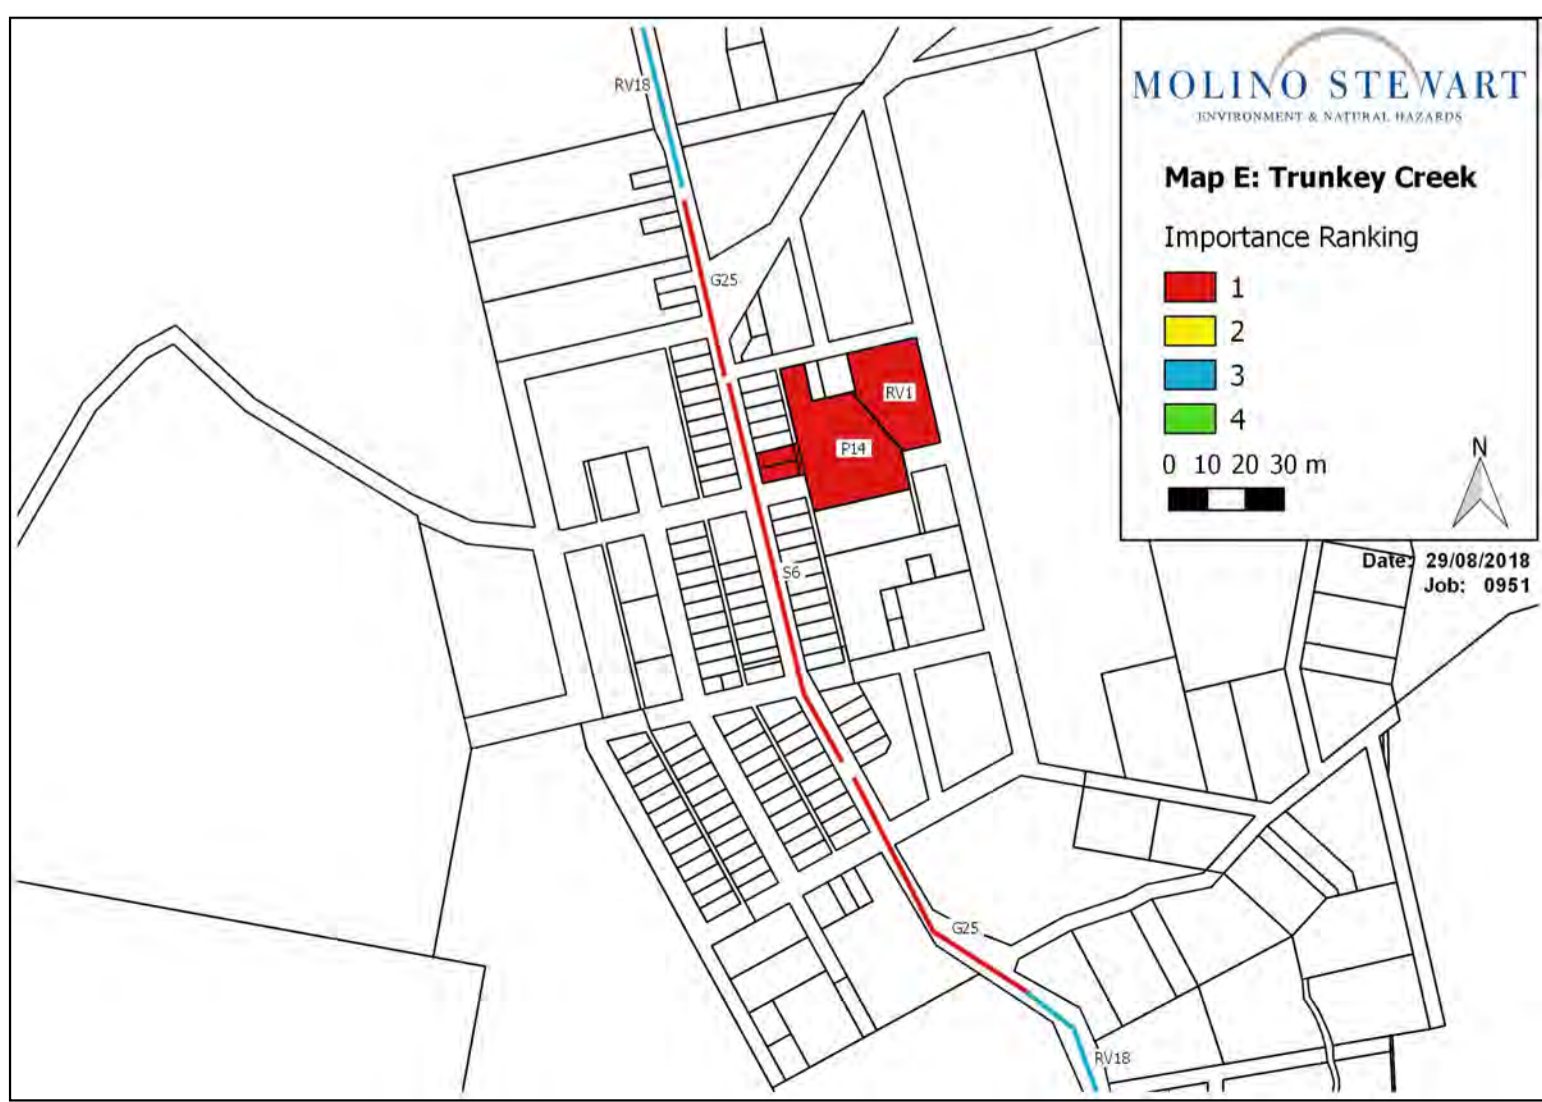 RV18
G25
RV1
P14
S6
G25
RV18
MOLINO STEWART
ENVIRONMENT & NATURAL HAZARDS
Map E: Trunkey Creek
Importance Ranking
1
2
3
4
0 10 20 30 m
N
Date: 29/08/2018
Job: 0951